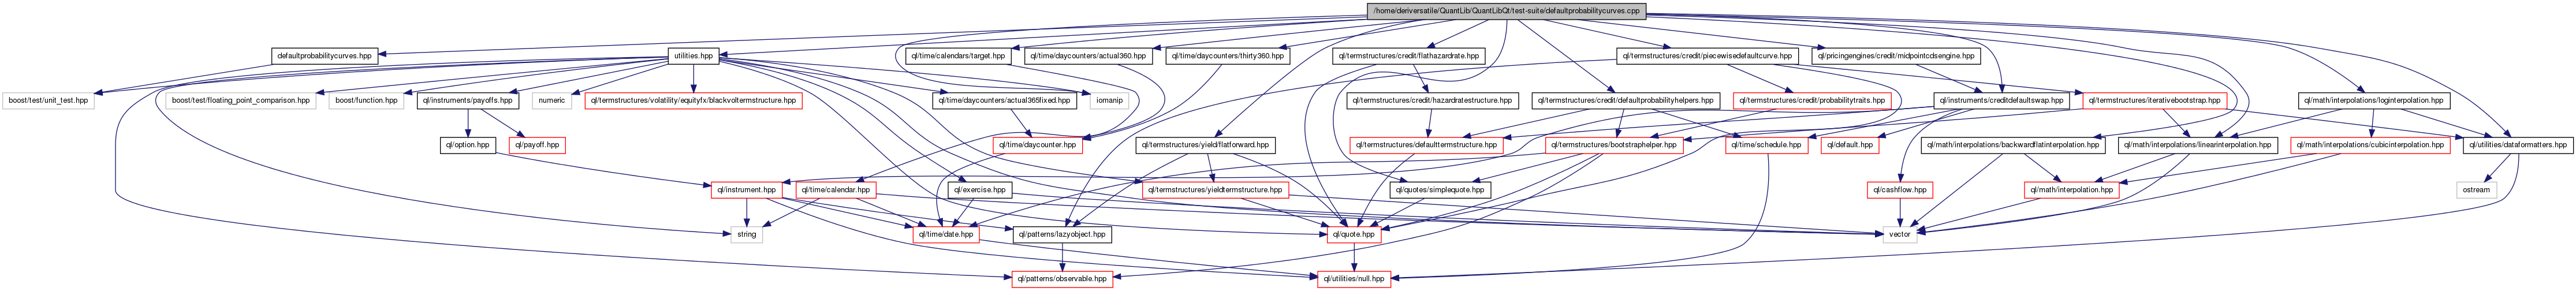 /home/deriversatile/QuantLib/QuantLibQt/test-suite/defaultprobabilitycurves.cpp
defaultprobabilitycurves.hpp
utilities.hpp
ql/time/calendars/target.hpp
ql/time/daycounters/actual360.hpp
ql/time/daycounters/thirty360.hpp
ql/termstructures/credit/flathazardrate.hpp
ql/termstructures/credit/piecewisedefaultcurve.hpp
ql/pricingengines/credit/midpointcdsengine.hpp
boost/test/unit_test.hpp
boost/test/floating_point_comparison.hpp
boost/function.hpp
ql/instruments/payoffs.hpp
numeric
ql/termstructures/volatility/equityfx/blackvoltermstructure.hpp
ql/time/daycounters/actual365fixed.hpp
iomanip
ql/termstructures/credit/hazardratestructure.hpp
ql/termstructures/credit/defaultprobabilityhelpers.hpp
ql/termstructures/credit/probabilitytraits.hpp
ql/instruments/creditdefaultswap.hpp
ql/termstructures/iterativebootstrap.hpp
ql/math/interpolations/loginterpolation.hpp
ql/option.hpp
ql/payoff.hpp
ql/time/daycounter.hpp
ql/termstructures/yield/flatforward.hpp
ql/termstructures/defaulttermstructure.hpp
ql/termstructures/bootstraphelper.hpp
ql/time/schedule.hpp
ql/default.hpp
ql/math/interpolations/backwardflatinterpolation.hpp
ql/math/interpolations/linearinterpolation.hpp
ql/math/interpolations/cubicinterpolation.hpp
ql/utilities/dataformatters.hpp
ql/instrument.hpp
ql/time/calendar.hpp
ql/exercise.hpp
ql/termstructures/yieldtermstructure.hpp
ql/quotes/simplequote.hpp
ql/cashflow.hpp
ql/math/interpolation.hpp
ostream
string
ql/time/date.hpp
ql/patterns/lazyobject.hpp
ql/quote.hpp
vector
ql/patterns/observable.hpp
ql/utilities/null.hpp